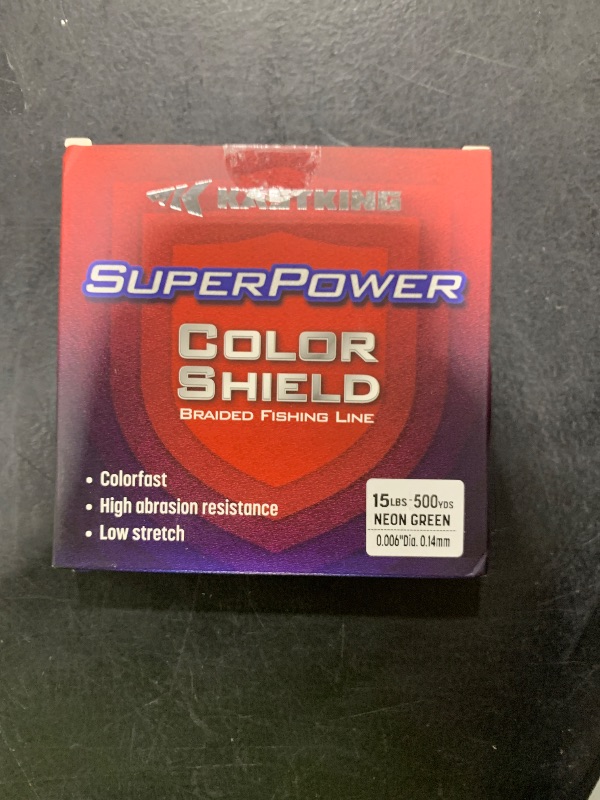 KASTKING
SUPERPOWER
COLOR
SHIELD
BRAIDED FISHING LINE
• Colorfast
• High abrasion resistance
• Low stretch
15LBS-500YDS
NEON GREEN
0.006"Dia. 0.14mm